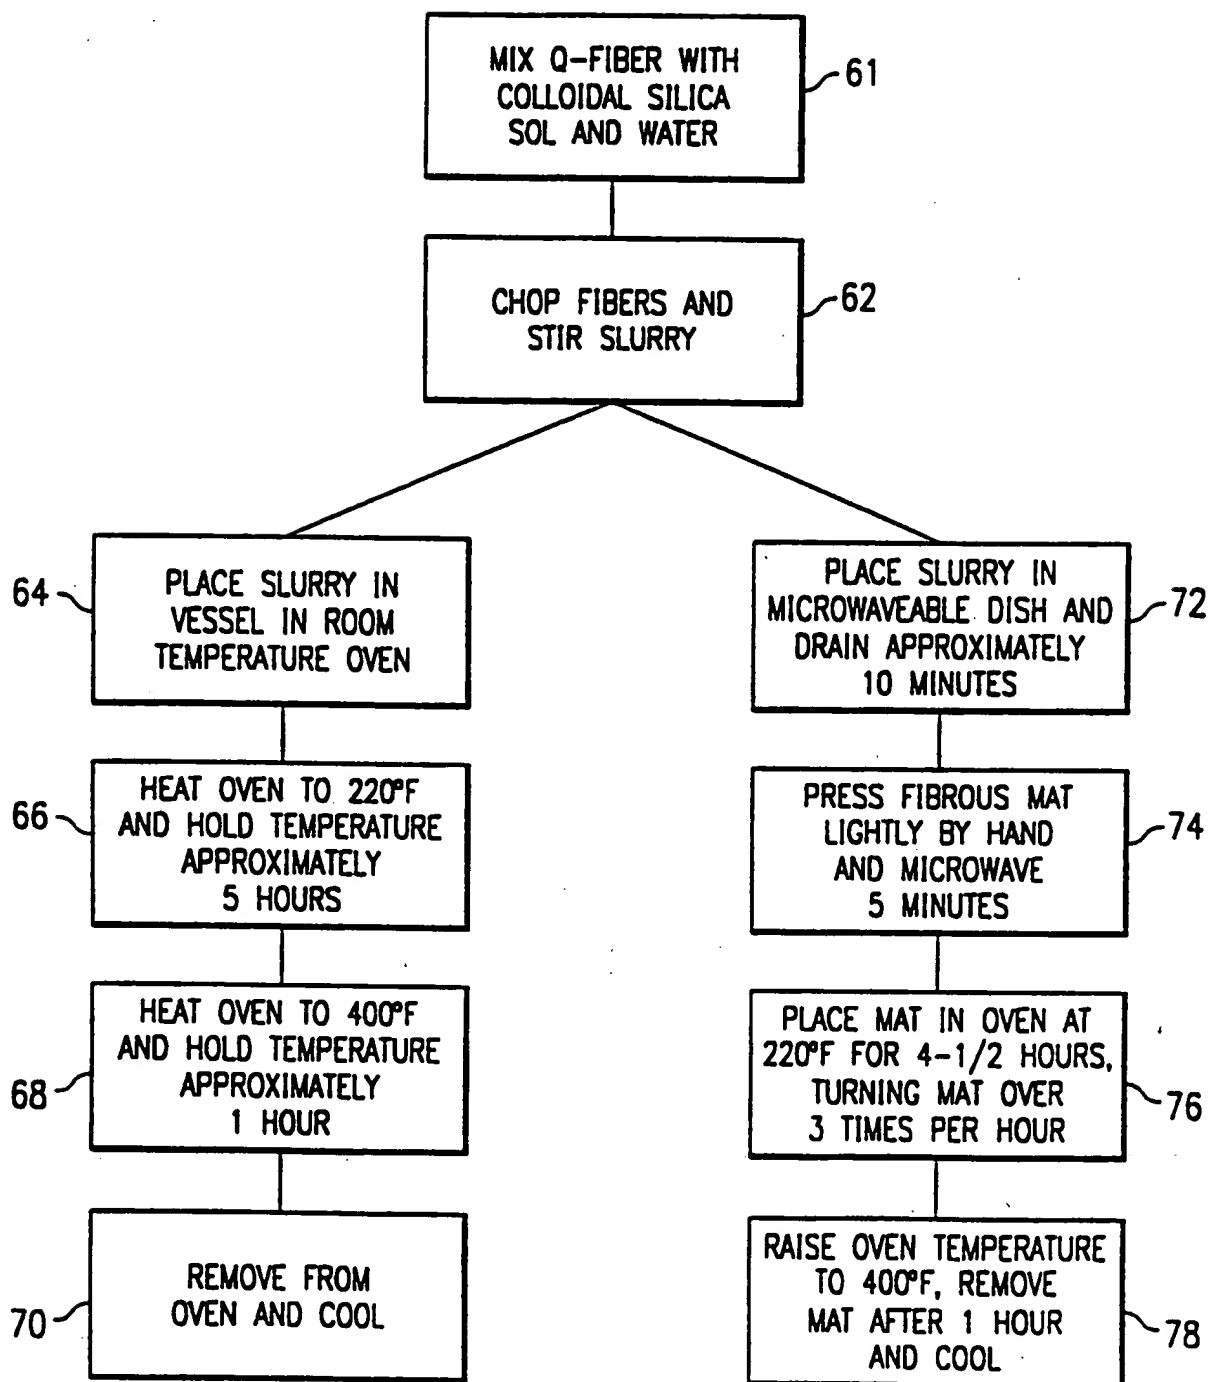 MIX Q-FIBER WITH
COLLOIDAL SILICA
SOL AND WATER
61
CHOP FIBERS AND
STIR SLURRY
62
64
PLACE SLURRY IN
VESSEL IN ROOM
TEMPERATURE OVEN
66
HEAT OVEN TO 220°F
AND HOLD TEMPERATURE
APPROXIMATELY
5 HOURS
68
HEAT OVEN TO 400°F
AND HOLD TEMPERATURE
APPROXIMATELY
1 HOUR
70
REMOVE FROM
OVEN AND COOL
PLACE SLURRY IN
MICROWAVEABLE DISH AND
DRAIN APPROXIMATELY
10 MINUTES
72
PRESS FIBROUS MAT
LIGHTLY BY HAND
AND MICROWAVE
5 MINUTES
74
PLACE MAT IN OVEN AT
220°F FOR 4-1/2 HOURS,
TURNING MAT OVER
3 TIMES PER HOUR
76
RAISE OVEN TEMPERATURE
TO 400°F, REMOVE
MAT AFTER 1 HOUR
AND COOL
78